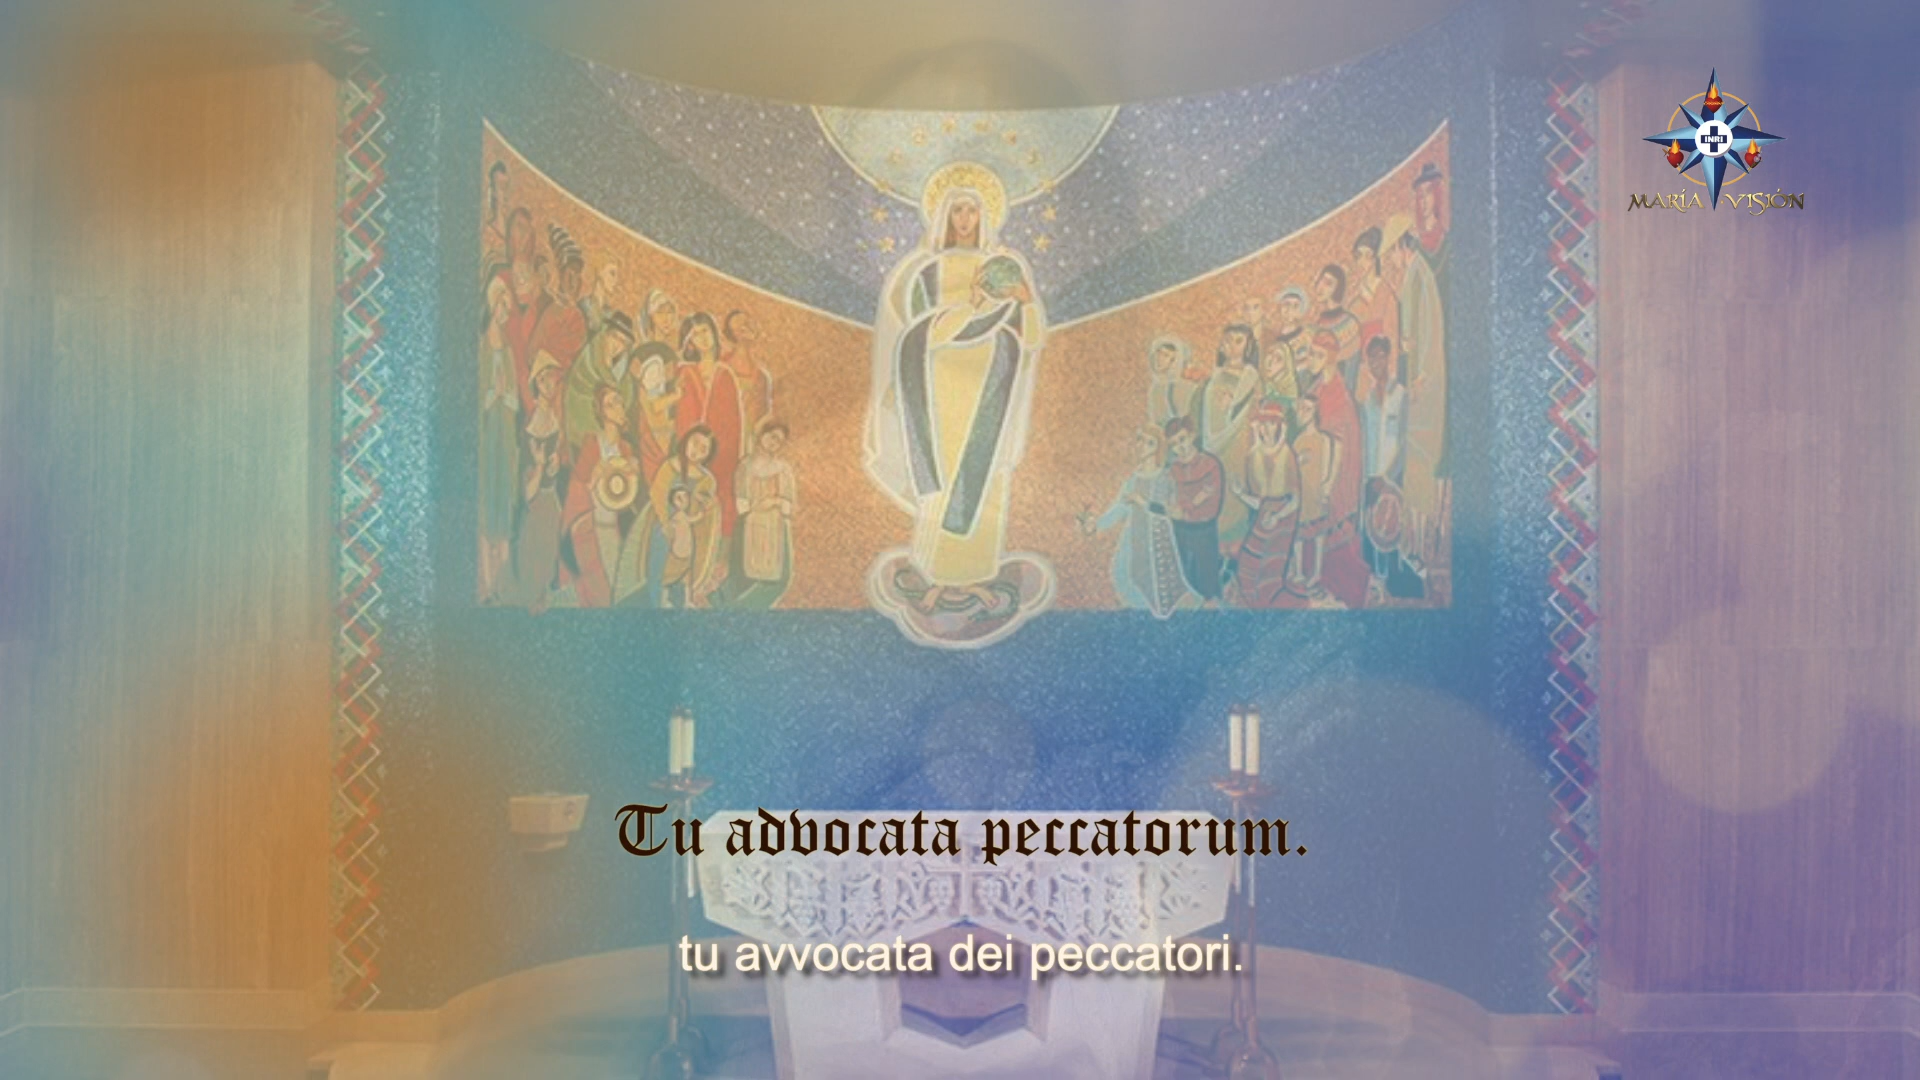 INRI
MARÍA VISIÓN
Tu advocata peccatorum.
tu avvocata dei peccatori.